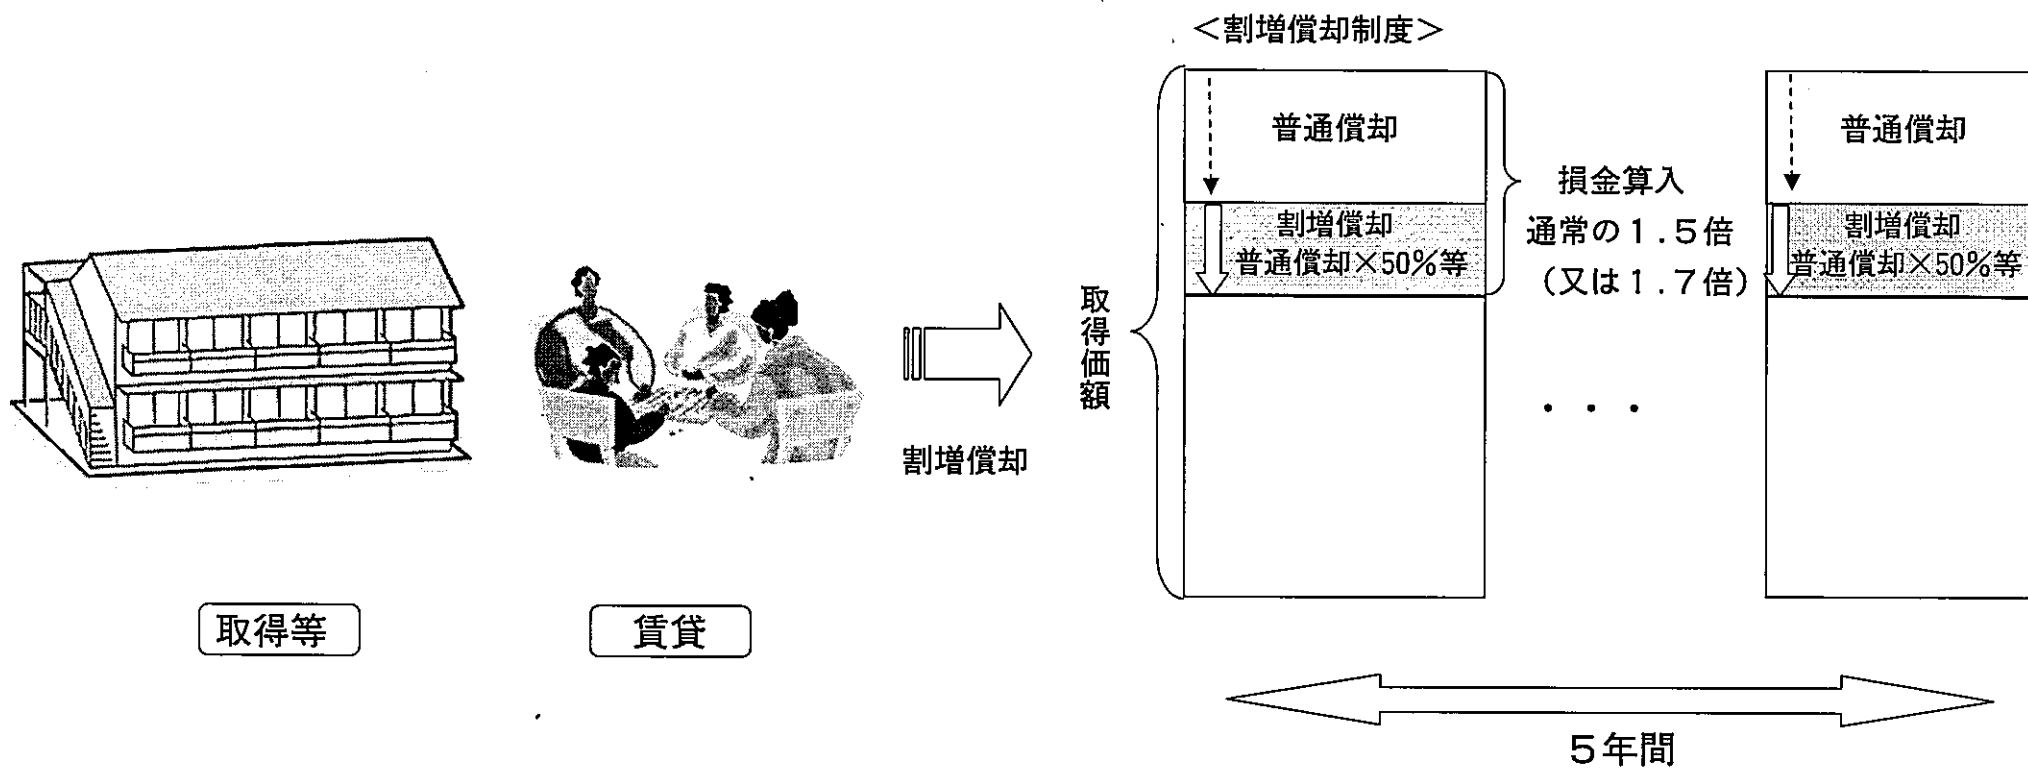 ＜割増償却制度＞
普通償却
割増償却
普通償却×50％等
損金算入
通常の１.５倍
（又は１.７倍）
普通償却
割増償却
普通償却×50％等
取得価額
・・・
割増償却
取得等
賃貸
５年間